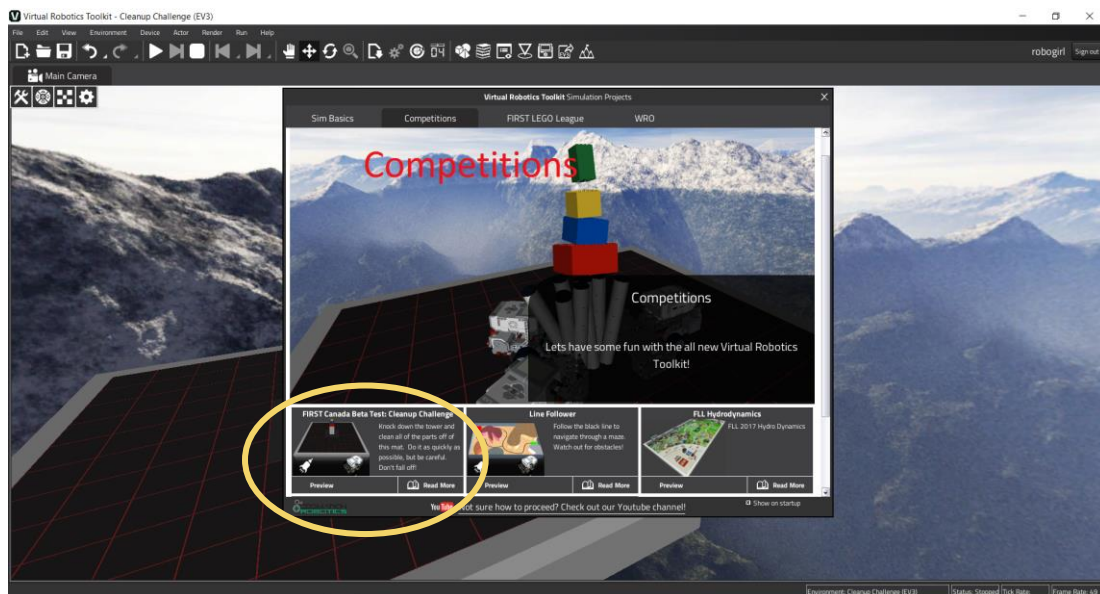 Virtual Robotics Toolkit - Cleanup Challenge (EV3)
File Edit View Environment Device Actor Render Run Help
robogirl Sign out
Main Camera
Virtual Robotics Toolkit Simulation Projects
Sim Basics Competitions FIRST LEGO League WRO
Competitions
Competitions
Lets have some fun with the all new Virtual Robotics
Toolkit!
FIRST Canada Beta Test: Cleanup Challenge
Knock down the tower and
clean all of the parts off of
this mat. Do it as quickly as
possible, but be careful.
Don't fall off!
Preview Read More
Line Follower
Follow the black line to
navigate through a maze.
Watch out for obstacles!
Preview Read More
FLL Hydrodynamics
FLL 2017 Hydro Dynamics
Preview Read More
ROBOTICS
YouTube Not sure how to proceed? Check out our Youtube channel!
Show on startup
Environment: Cleanup Challenge (EV3) Status: Stopped Tick Rate: Frame Rate: 49